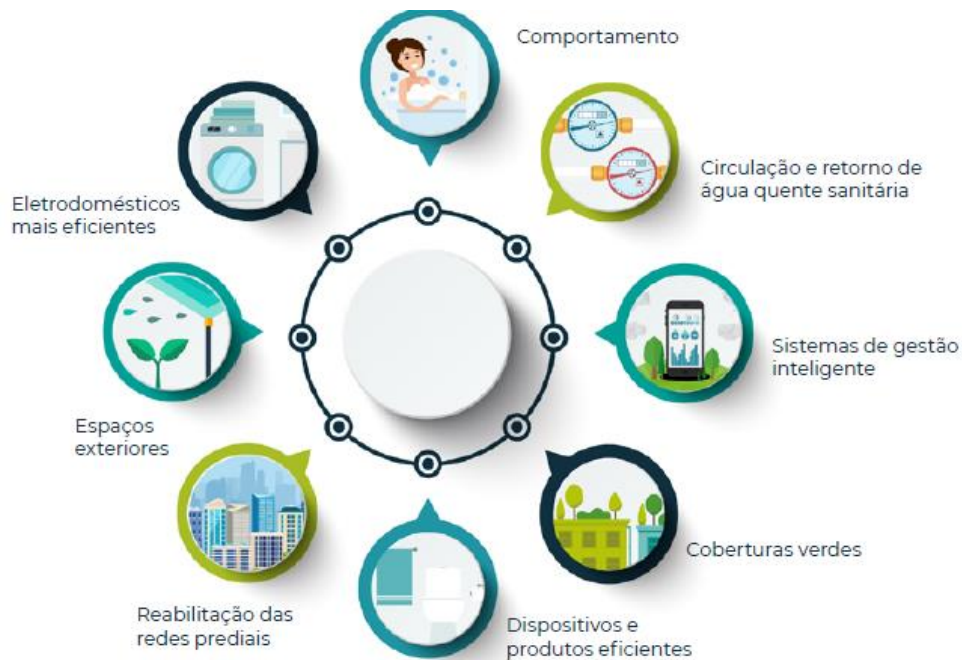 Comportamento
Circulação e retorno de
água quente sanitária
Sistemas de gestão
inteligente
Coberturas verdes
Dispositivos e
produtos eficientes
Reabilitação das
redes prediais
Espaços
exteriores
Eletrodomésticos
mais eficientes